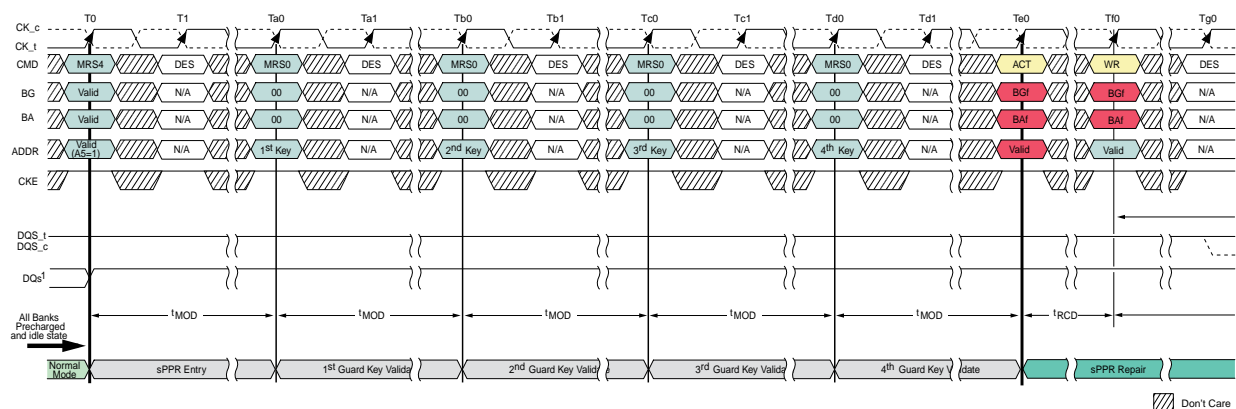 T0 T1 Ta0 Ta1 Tb0 Tb1 Tc0 Tc1 Td0 Td1 Te0 Tf0 Tg0
CK_c
CK_t
CMD MRS4 DES MRS0 DES MRS0 DES MRS0 DES MRS0 DES ACT WR DES
BG Valid N/A 00 N/A 00 N/A 00 N/A 00 N/A BGf BGf N/A
BA Valid N/A 00 N/A 00 N/A 00 N/A 00 N/A BAf BAf N/A
ADDR Valid (A5=1) N/A 1st Key N/A 2nd Key N/A 3rd Key N/A 4th Key N/A Valid Valid N/A
CKE
DQS_t
DQS_c
DQs1
tMOD tMOD tMOD tMOD tMOD tRCD
All Banks
Precharged
and idle state
Normal Mode sPPR Entry 1st Guard Key Valida 2nd Guard Key Valid e 3rd Guard Key Valida 4th Guard Key V idate sPPR Repair
Don't Care